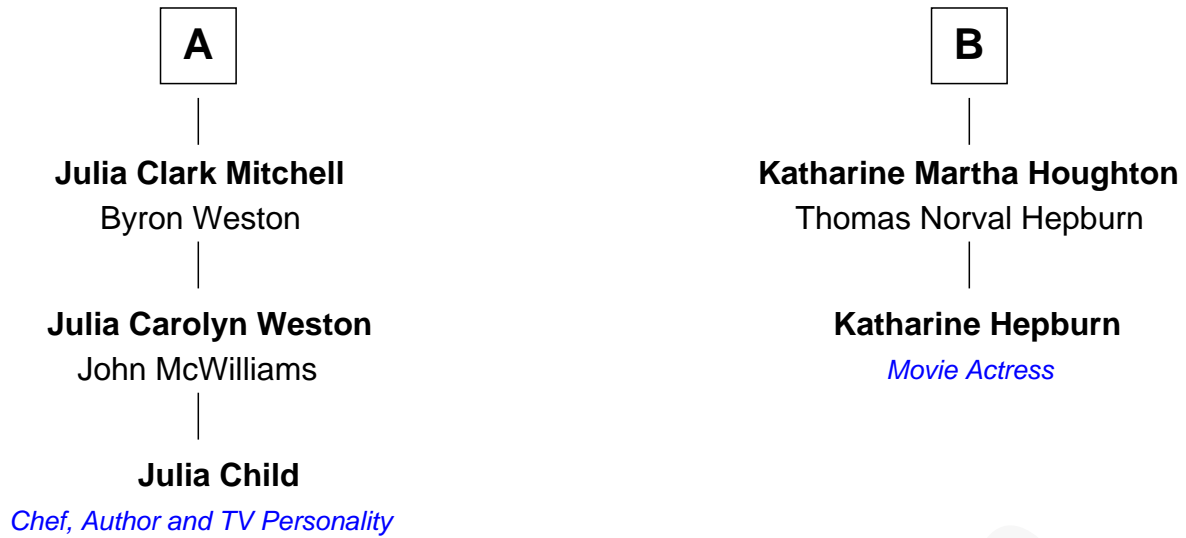 A
Julia Clark Mitchell
Byron Weston
Julia Carolyn Weston
John McWilliams
Julia Child
Chef, Author and TV Personality
B
Katharine Martha Houghton
Thomas Norval Hepburn
Katharine Hepburn
Movie Actress